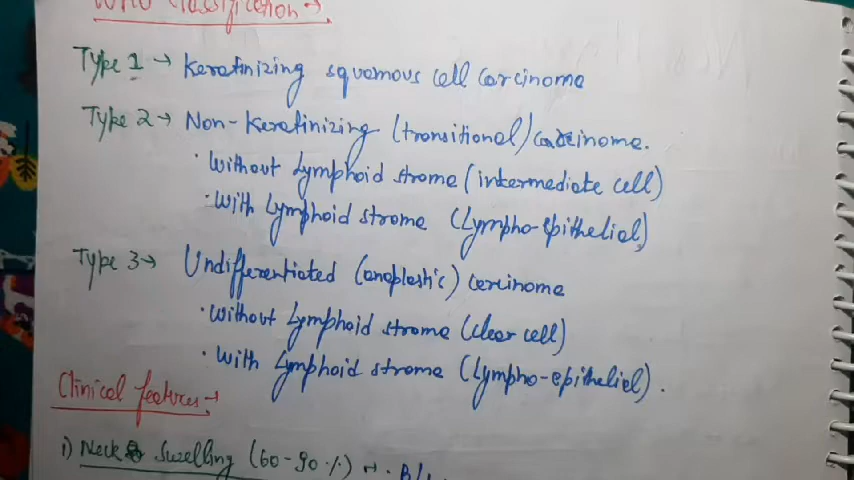 WHO Classification →
Type 1 → Keratinizing squamous cell carcinoma
Type 2 → Non-Keratinizing (transitional) carcinoma.
· Without Lymphoid stroma (intermediate cell)
· With Lymphoid stroma (Lympho-epithelial)
Type 3 → Undifferentiated (anaplastic) carcinoma
· Without Lymphoid stroma (clear cell)
· With Lymphoid stroma (Lympho-epithelial).
Clinical features →
i) Neck Swelling (60-90%) →